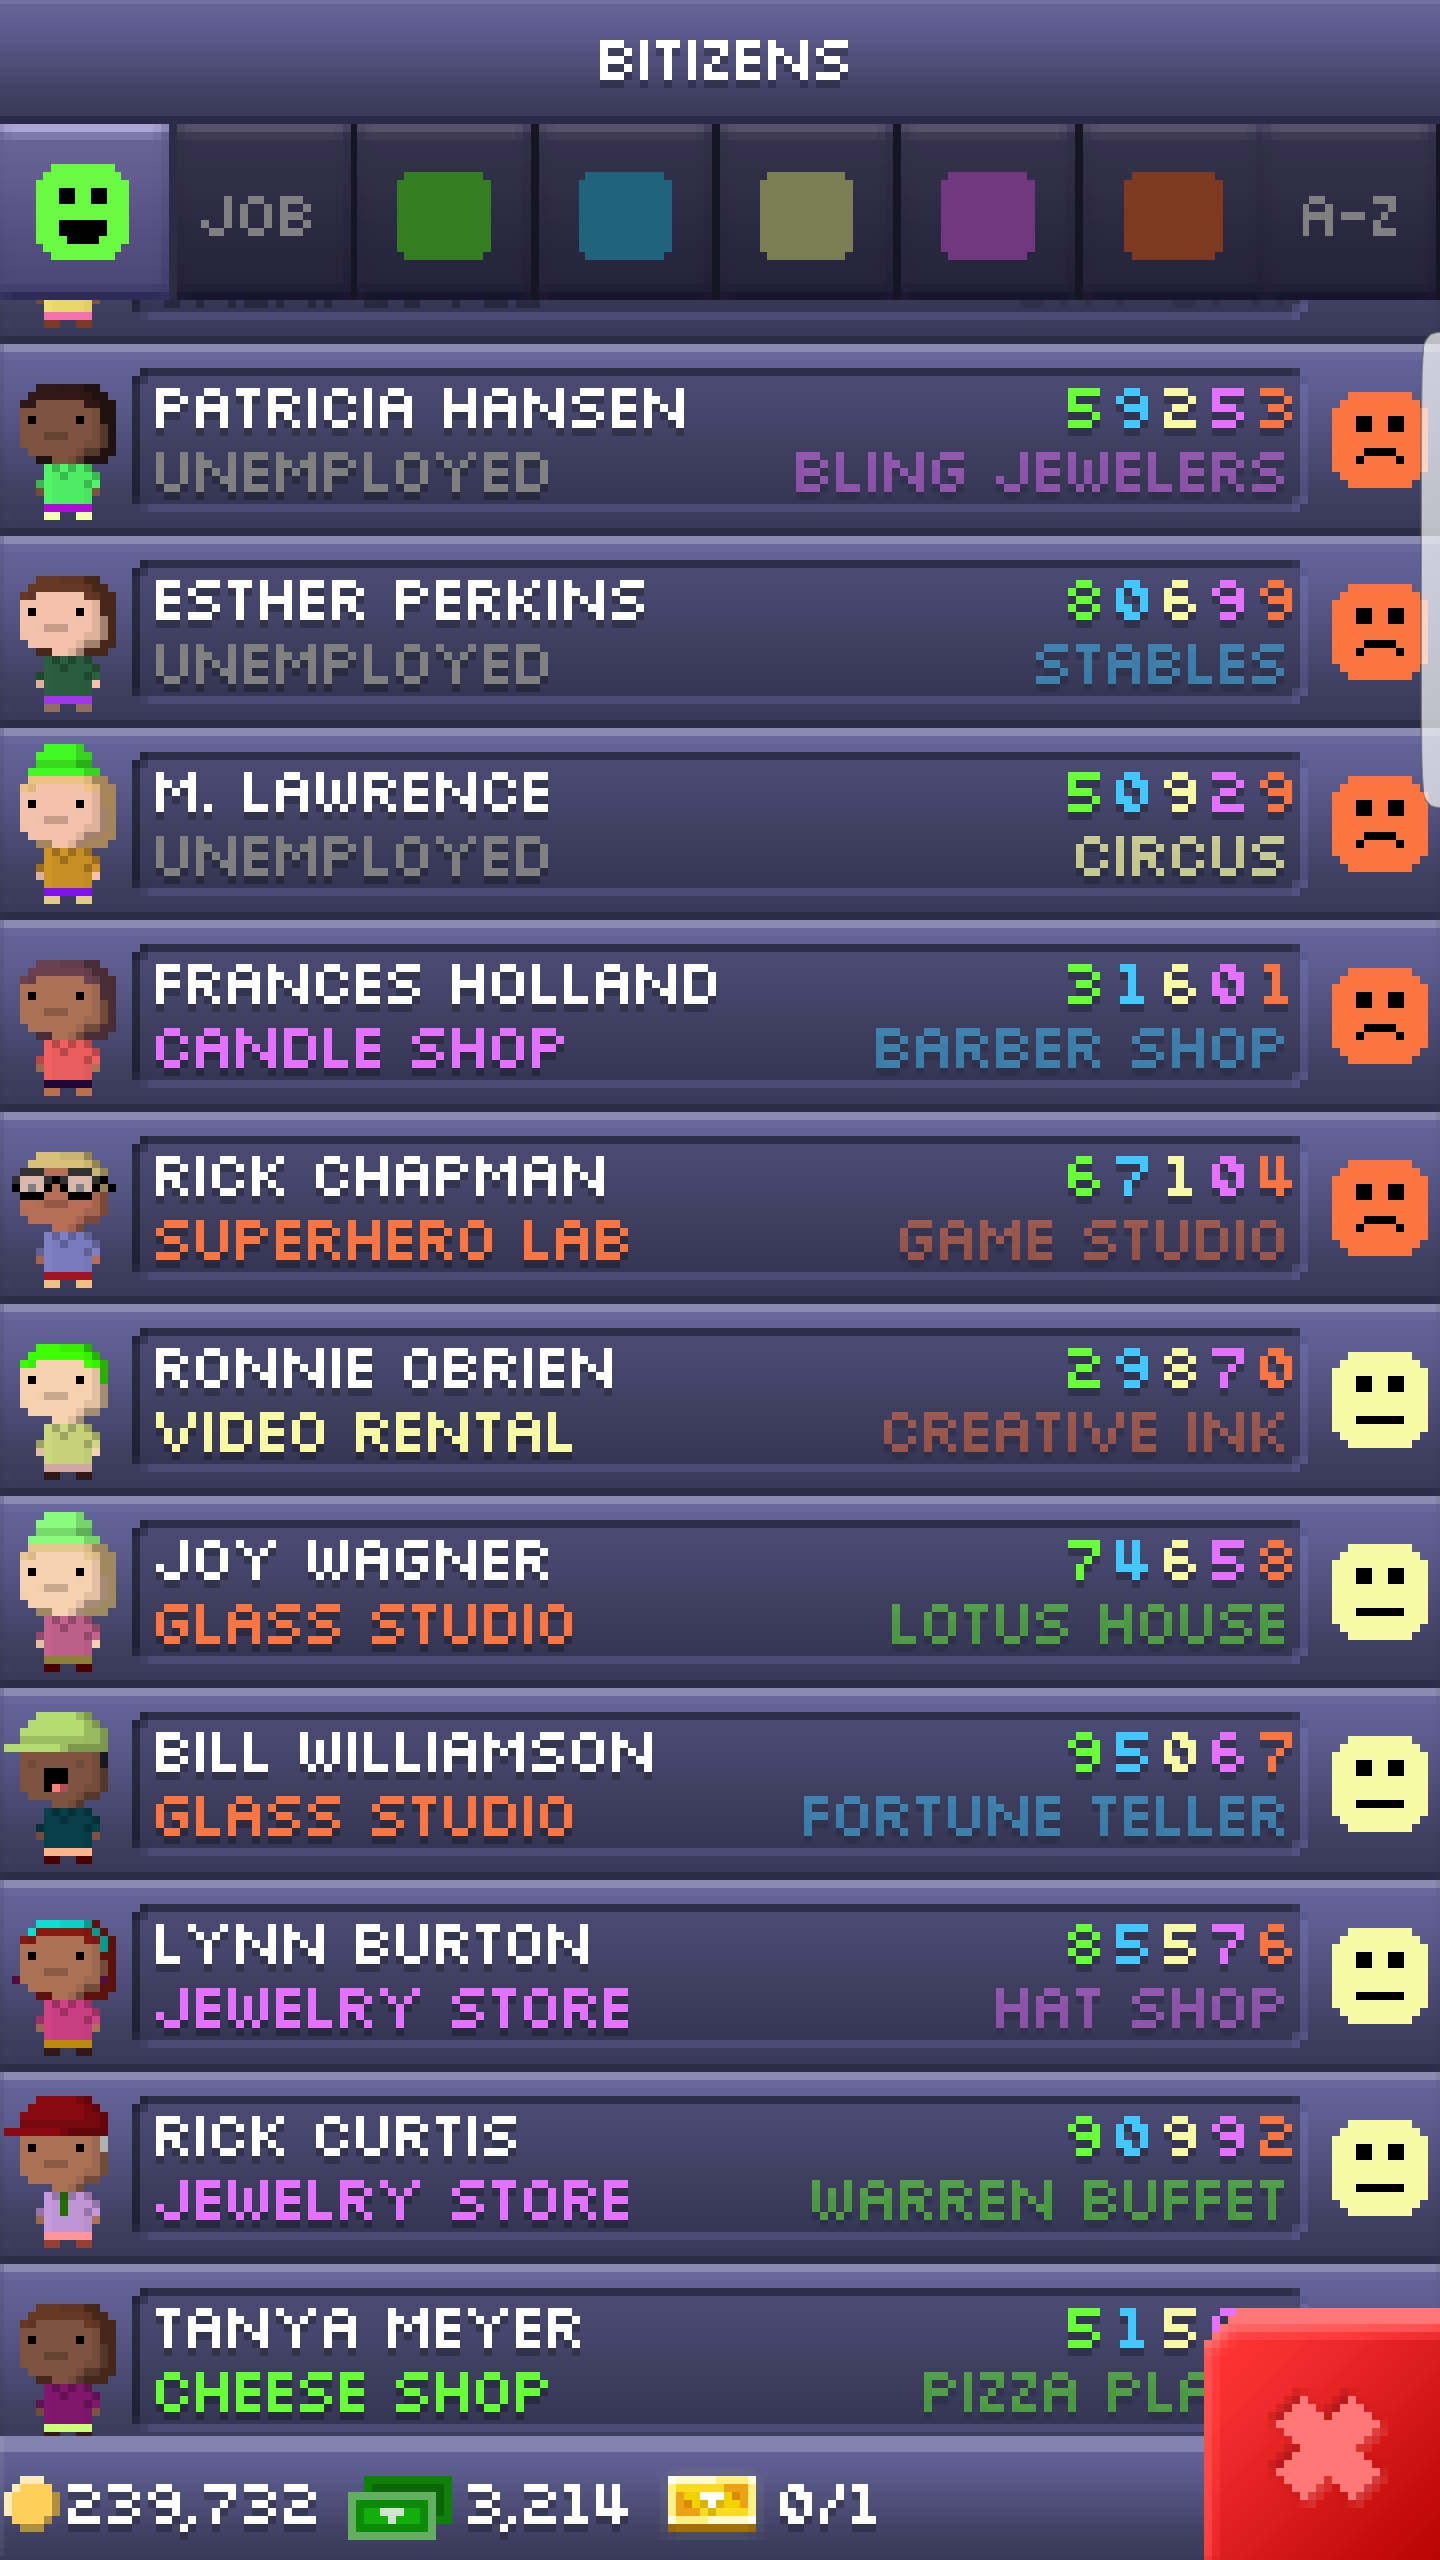 BITIZENS
JOB A-Z
PATRICIA HANSEN 59253
UNEMPLOYED BLING JEWELERS
ESTHER PERKINS 80699
UNEMPLOYED STABLES
M. LAWRENCE 50929
UNEMPLOYED CIRCUS
FRANCES HOLLAND 31601
CANDLE SHOP BARBER SHOP
RICK CHAPMAN 67104
SUPERHERO LAB GAME STUDIO
RONNIE OBRIEN 29870
VIDEO RENTAL CREATIVE INK
JOY WAGNER 74658
GLASS STUDIO LOTUS HOUSE
BILL WILLIAMSON 95067
GLASS STUDIO FORTUNE TELLER
LYNN BURTON 85576
JEWELRY STORE HAT SHOP
RICK CURTIS 90992
JEWELRY STORE WARREN BUFFET
TANYA MEYER 515
CHEESE SHOP PIZZA PLA
239,732 3,214 0/1